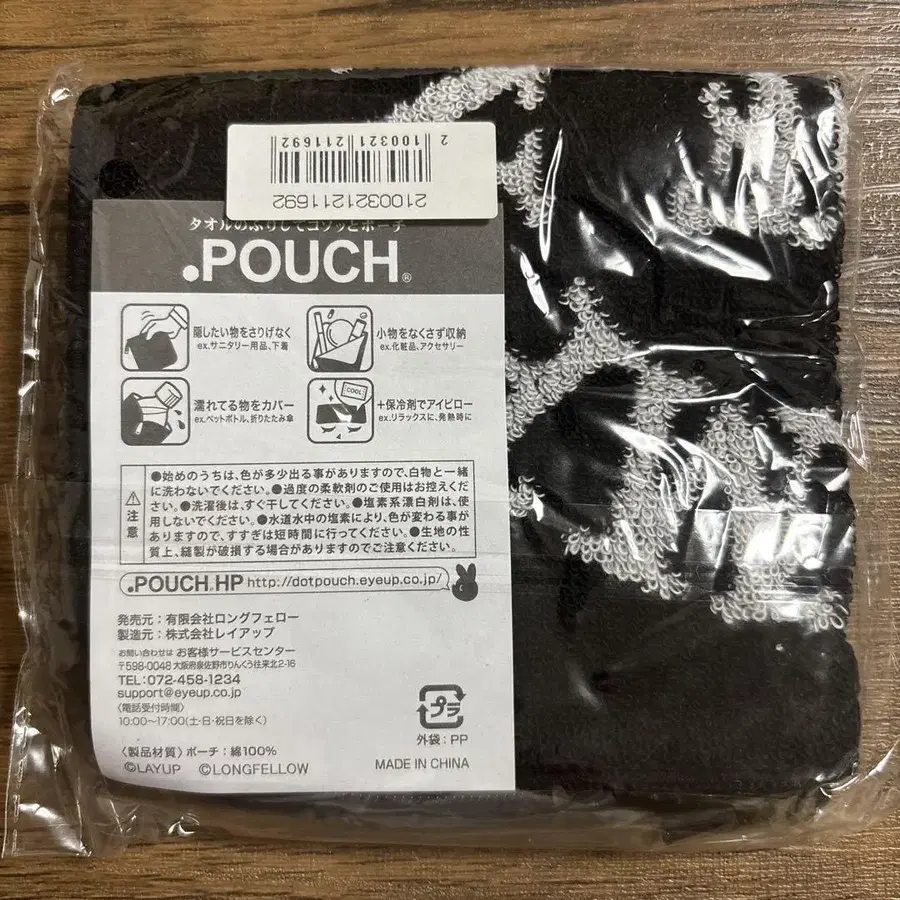 2
100321
211692
2100321211692
タオルのふりしてコソッとポーチ
.POUCH®
隠したい物をさりげなく
ex.サニタリー用品、下着
小物をなくさず収納
ex.化粧品、アクセサリー
濡れてる物をカバー
ex.ペットボトル、折りたたみ傘
COOL
+保冷剤でアイピロー
ex.リラックスに、発熱時に
注意
●始めのうちは、色が多少出る事がありますので、白物と一緒
に洗わないでください。●過度の柔軟剤のご使用はお控えくだ
さい。●洗濯後は、すぐ干してください。●塩素系漂白剤は、使
用しないでください。●水道水中の塩素により、色が変わる事が
ありますので、すすぎは短時間に行ってください。●生地の性
質上、縫製が破損する場合がありますのでご注意ください。
.POUCH HP http://dotpouch.eyeup.co.jp/
発売元:有限会社ロングフェロー
製造元:株式会社レイアップ
お問い合わせは お客様サービスセンター
〒598-0048 大阪府泉佐野市りんくう往来北2-16
TEL:072-458-1234
support@eyeup.co.jp
〈電話受付時間〉
10:00〜17:00(土・日・祝日を除く)
プラ
外袋:PP
〈製品材質〉ポーチ:綿100%
©LAYUP ©LONGFELLOW
MADE IN CHINA